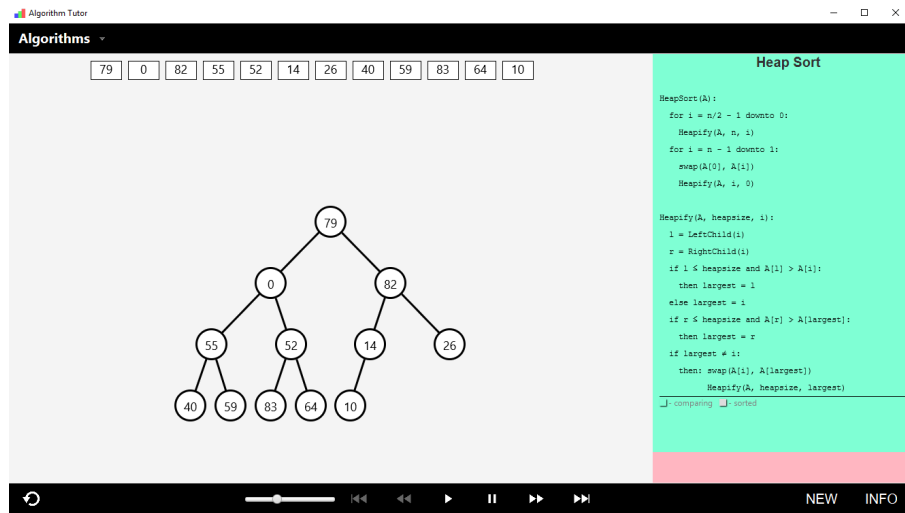 Algorithm Tutor
Algorithms
79 0 82 55 52 14 26 40 59 83 64 10
Heap Sort
HeapSort(A):
for i = n/2 - 1 downto 0:
Heapify(A, n, i)
for i = n - 1 downto 1:
swap(A[0], A[i])
Heapify(A, i, 0)
Heapify(A, heapsize, i):
l = LeftChild(i)
r = RightChild(i)
if l ≤ heapsize and A[l] > A[i]:
then largest = l
else largest = i
if r ≤ heapsize and A[r] > A[largest]:
then largest = r
if largest ≠ i:
then: swap(A[i], A[largest])
Heapify(A, heapsize, largest)
- comparing - sorted
79
0 82
55 52 14 26
40 59 83 64 10
NEW INFO